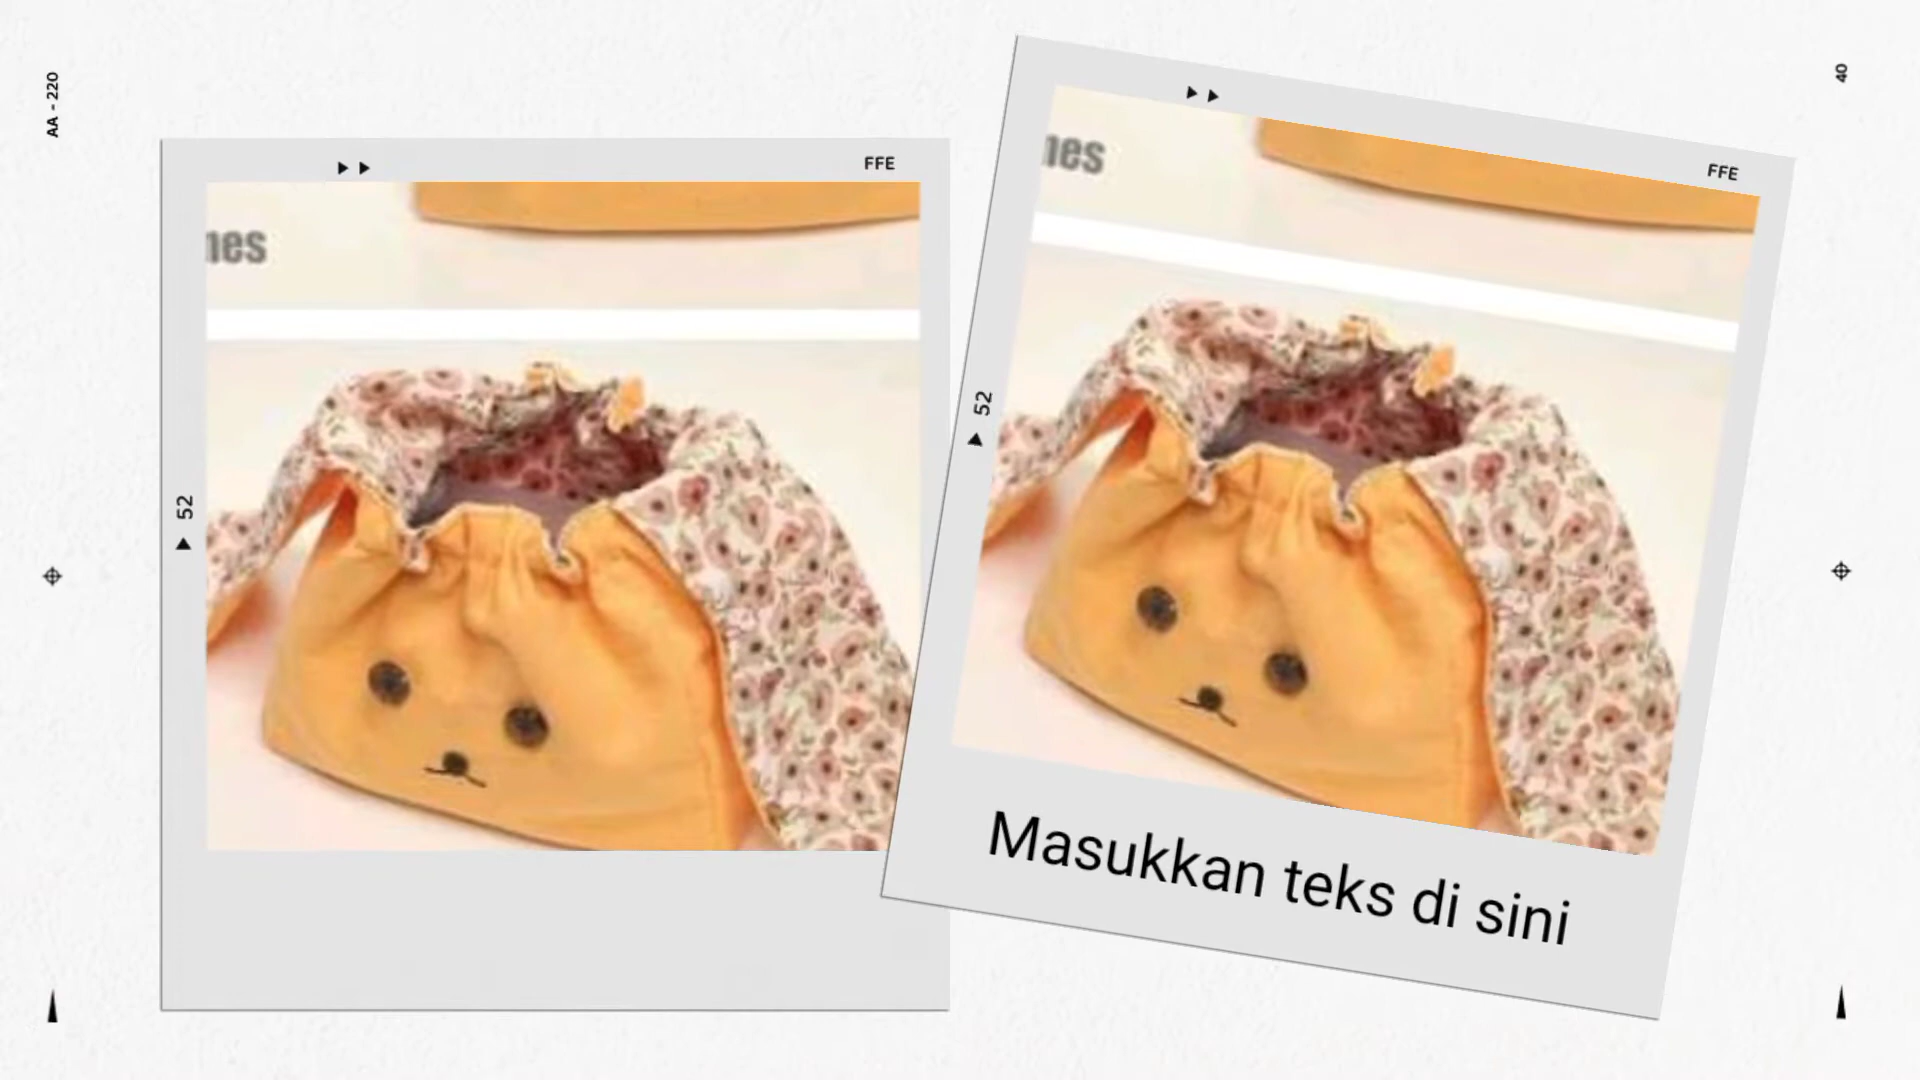 AA - 220
FFE
nes
52
FFE
nes
52
Masukkan teks di sini
40